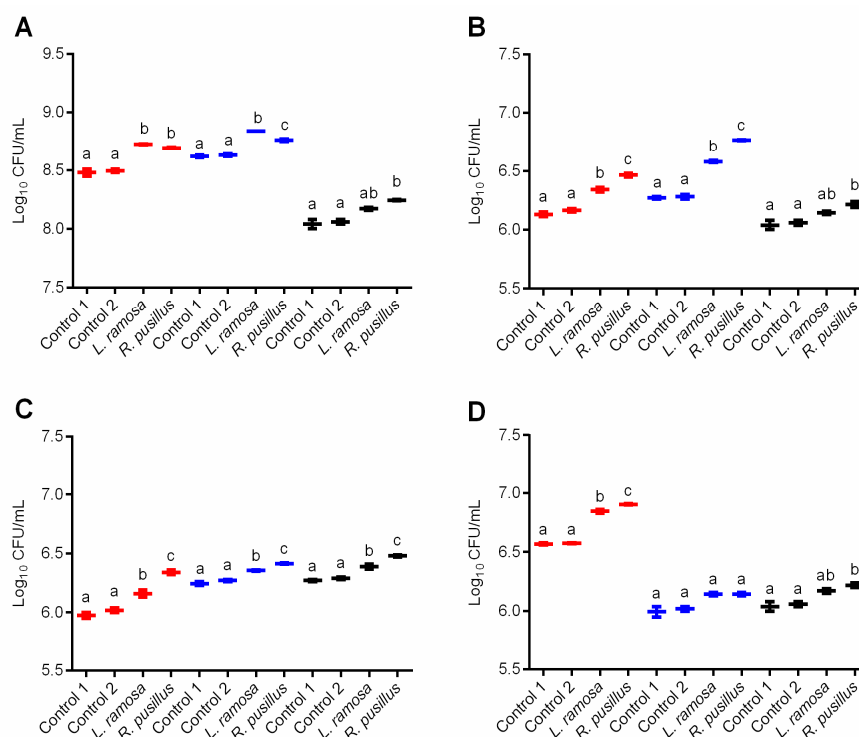 A
Log10 CFU/mL
9.5
9.0
8.5
8.0
7.5
a a b b a a b c a a ab b
Control 1
Control 2
L. ramosa
R. pusillus
Control 1
Control 2
L. ramosa
R. pusillus
Control 1
Control 2
L. ramosa
R. pusillus
B
Log10 CFU/mL
7.5
7.0
6.5
6.0
5.5
a a b c a a b c a a ab b
Control 1
Control 2
L. ramosa
R. pusillus
Control 1
Control 2
L. ramosa
R. pusillus
Control 1
Control 2
L. ramosa
R. pusillus
C
Log10 CFU/mL
7.5
7.0
6.5
6.0
5.5
a a b c a a b c a a b c
Control 1
Control 2
L. ramosa
R. pusillus
Control 1
Control 2
L. ramosa
R. pusillus
Control 1
Control 2
L. ramosa
R. pusillus
D
Log10 CFU/mL
7.5
7.0
6.5
6.0
5.5
a a b c a a a a a a ab b
Control 1
Control 2
L. ramosa
R. pusillus
Control 1
Control 2
L. ramosa
R. pusillus
Control 1
Control 2
L. ramosa
R. pusillus